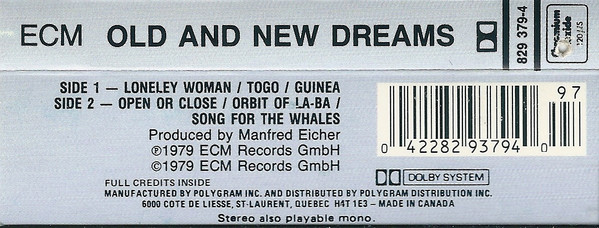 ECM OLD AND NEW DREAMS
829 379-4
Chromium
120 µS
SIDE 1 — LONELEY WOMAN / TOGO / GUINEA
SIDE 2 — OPEN OR CLOSE / ORBIT OF LA-BA /
SONG FOR THE WHALES
Produced by Manfred Eicher
℗1979 ECM Records GmbH
©1979 ECM Records GmbH
97
0 42282 93794 0
DOLBY SYSTEM
FULL CREDITS INSIDE
MANUFACTURED BY POLYGRAM INC. AND DISTRIBUTED BY POLYGRAM DISTRIBUTION INC.
6000 COTE DE LIESSE, ST-LAURENT, QUEBEC H4T 1E3 – MADE IN CANADA
Stereo also playable mono.